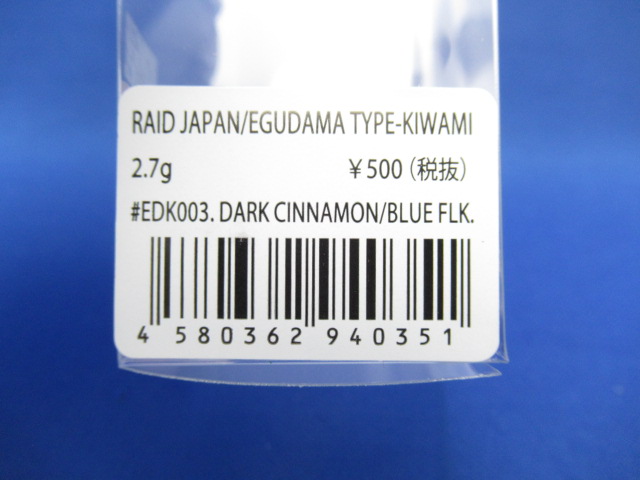 RAID JAPAN/EGUDAMA TYPE-KIWAMI
2.7g ￥500（税抜）
#EDK003. DARK CINNAMON/BLUE FLK.
4 580362 940351